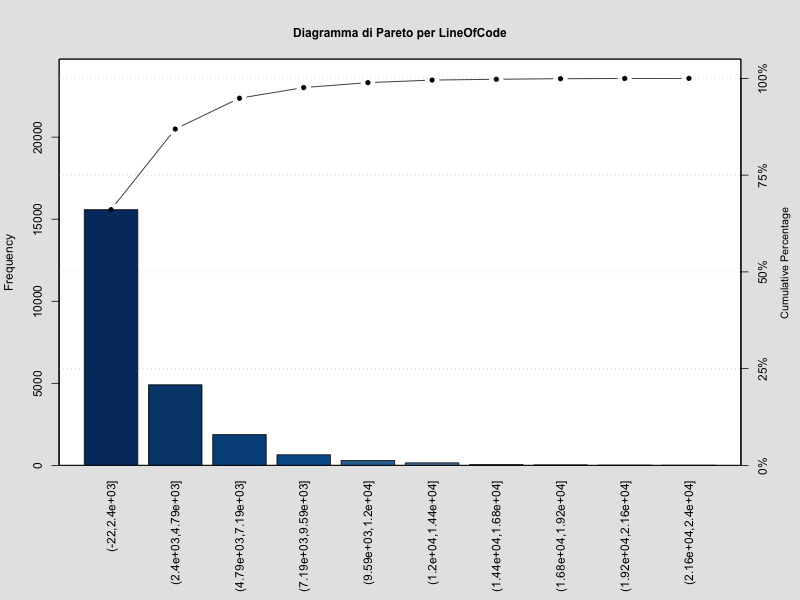 Diagramma di Pareto per LineOfCode
Frequency
0
5000
10000
15000
20000
Cumulative Percentage
0%
25%
50%
75%
100%
(-22,2.4e+03]
(2.4e+03,4.79e+03]
(4.79e+03,7.19e+03]
(7.19e+03,9.59e+03]
(9.59e+03,1.2e+04]
(1.2e+04,1.44e+04]
(1.44e+04,1.68e+04]
(1.68e+04,1.92e+04]
(1.92e+04,2.16e+04]
(2.16e+04,2.4e+04]